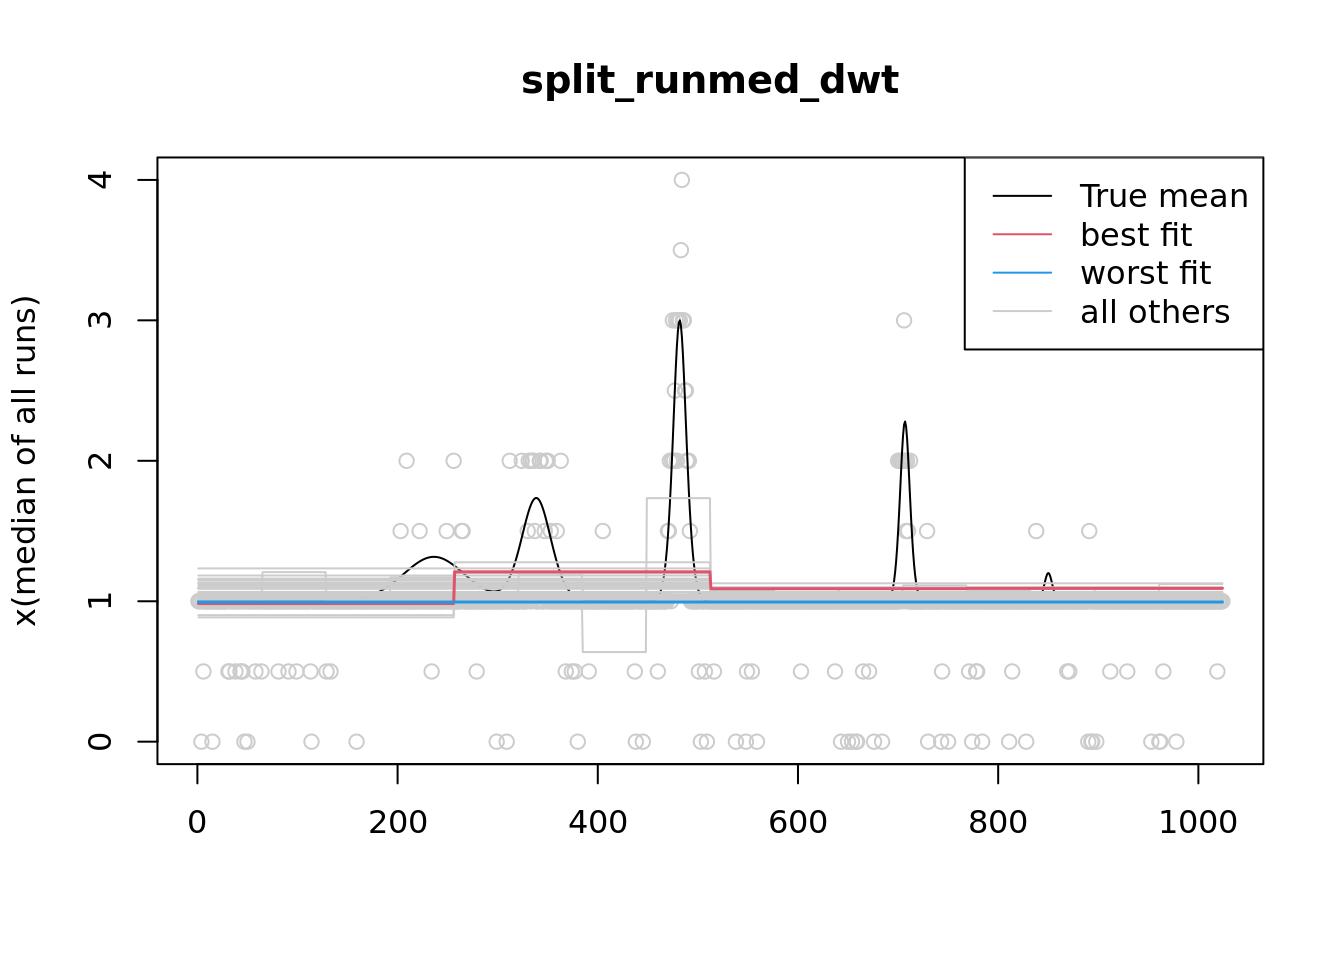 split_runmed_dwt
x(median of all runs)
4
3
2
1
0
True mean
best fit
worst fit
all others
0 200 400 600 800 1000